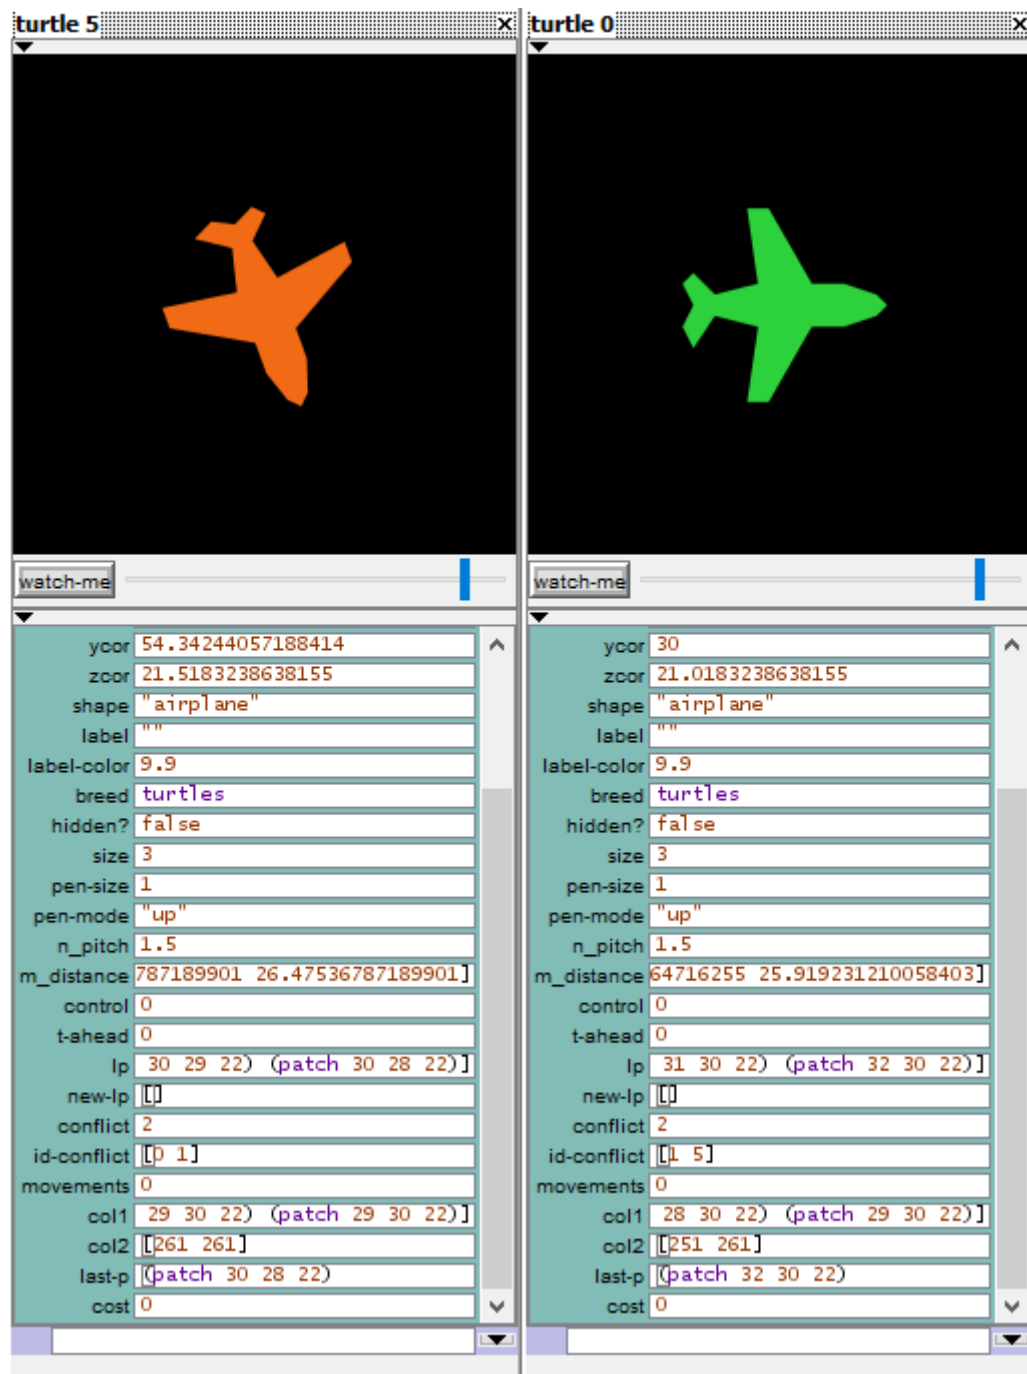 turtle 5
watch-me
ycor 54.34244057188414
zcor 21.5183238638155
shape "airplane"
label ""
label-color 9.9
breed turtles
hidden? false
size 3
pen-size 1
pen-mode "up"
n_pitch 1.5
m_distance 787189901 26.47536787189901]
control 0
t-ahead 0
lp 30 29 22) (patch 30 28 22)]
new-lp []
conflict 2
id-conflict [0 1]
movements 0
col1 29 30 22) (patch 29 30 22)]
col2 [261 261]
last-p (patch 30 28 22)
cost 0
turtle 0
watch-me
ycor 30
zcor 21.0183238638155
shape "airplane"
label ""
label-color 9.9
breed turtles
hidden? false
size 3
pen-size 1
pen-mode "up"
n_pitch 1.5
m_distance 64716255 25.919231210058403]
control 0
t-ahead 0
lp 31 30 22) (patch 32 30 22)]
new-lp []
conflict 2
id-conflict [1 5]
movements 0
col1 28 30 22) (patch 29 30 22)]
col2 [251 261]
last-p (patch 32 30 22)
cost 0